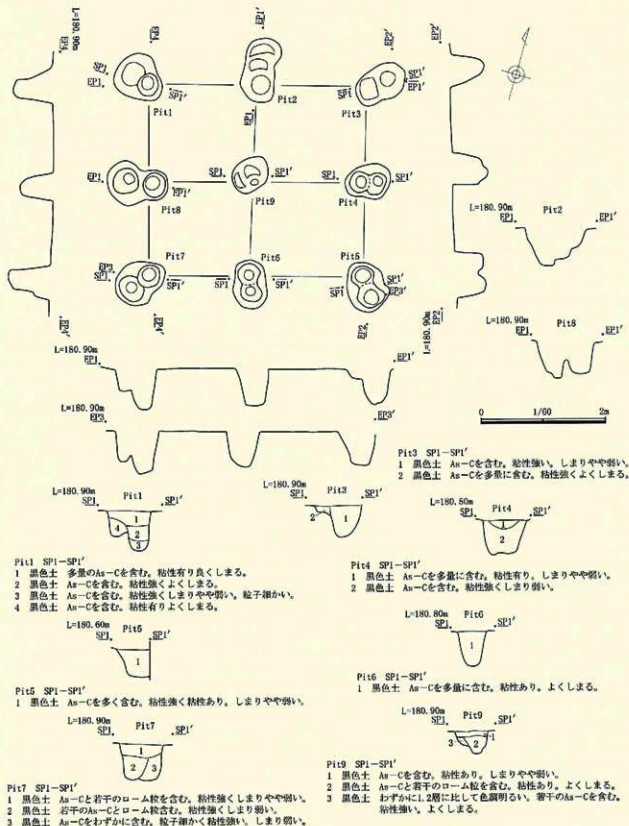 L=180.90m
EP4
EP4
EP1'
EP2'
EP2'
SP1
EP1
SP1'
Pit1
Pit2
EP1
SP1
Pit3
SP1'
EP1'
EP1
EP1'
Pit8
SP1
SP1'
Pit9
Pit4
SP1'
L=180.90m
EP1
Pit2
EP1'
EP3
SP1
Pit7
SP1'
Pit6
SP1
SP1'
Pit5
SP1
SP1'
EP3'
EP4'
EP4'
EP2
EP2
L=180.90m
L=180.90m
EP1
Pit8
EP1'
L=180.90m
EP1
EP1'
L=180.90m
EP3
EP3'
0 1/60 2m
Pit3 SP1-SP1'
1 黒色土 As-Cを含む。粘性強い。しまりやや弱い。
2 黒色土 As-Cを多量に含む。粘性強くよくしまる。
L=180.90m
SP1
Pit1
SP1'
1
2
3
4
L=180.90m
SP1
Pit3
SP1'
1
2
L=180.80m
SP1
Pit4
SP1'
1
2
Pit1 SP1-SP1'
1 黒色土 多量のAs-Cを含む。粘性有り良くしまる。
2 黒色土 As-Cを含む。粘性強くよくしまる。
3 黒色土 As-Cを含む。粘性強くしまりやや弱い。粒子細かい。
4 黒色土 As-Cを含む。粘性有りよくしまる。
Pit4 SP1-SP1'
1 黒色土 As-Cを多量に含む。粘性有り。しまりやや弱い。
2 黒色土 As-Cを含む。粘性強くしまり弱い。
L=180.60m
SP1
Pit5
SP1'
1
L=180.80m
SP1
Pit6
SP1'
1
Pit5 SP1-SP1'
1 黒色土 As-Cを多く含む。粘性強く粘性あり。しまりやや弱い。
Pit6 SP1-SP1'
1 黒色土 As-Cを多量に含む。粘性あり。よくしまる。
L=180.90m
SP1
Pit7
SP1'
1
2
3
L=180.90m
SP1
Pit9
SP1'
1
2
3
Pit7 SP1-SP1'
1 黒色土 As-Cと若干のローム粒を含む。粘性強くしまりやや弱い。
2 黒色土 若干のAs-Cとローム粒含む。粘性強くしまり弱い。
3 黒色土 As-Cをわずかに含む。粒子細かく粘性強い。しまり弱い。
Pit9 SP1-SP1'
1 黒色土 As-Cを含む。粘性あり。しまりやや弱い。
2 黒色土 As-Cと若干のローム粒を含む。粘性あり。よくしまる。
3 黒色土 わずかに1.2層に比して色調明るい。若干のAs-Cを含む。
粘性強い。よくしまる。